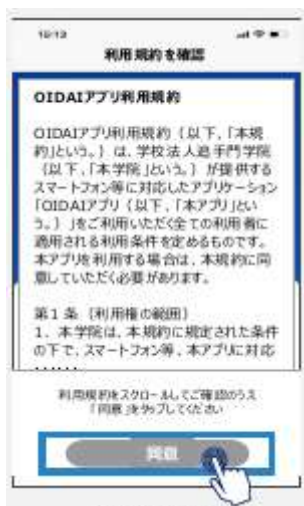 10:13
利用規約を確認
OIDAIアプリ利用規約
OIDAIアプリ利用規約（以下、「本規
約」という。）は、学校法人追手門学院
（以下、「本学院」という。）が提供する
スマートフォン等に対応したアプリケーション
「OIDAIアプリ（以下、「本アプリ」とい
う。）」をご利用いただく全ての利用者に
適用される利用条件を定めるものです。
本アプリを利用する場合は、本規約に同
意していただく必要があります。
第1条（利用権の範囲）
1．本学院は、本規約に規定された条件
の下で、スマートフォン等、本アプリに対応
……
利用規約をスクロールしてご確認のうえ
「同意」をタップしてください
同意